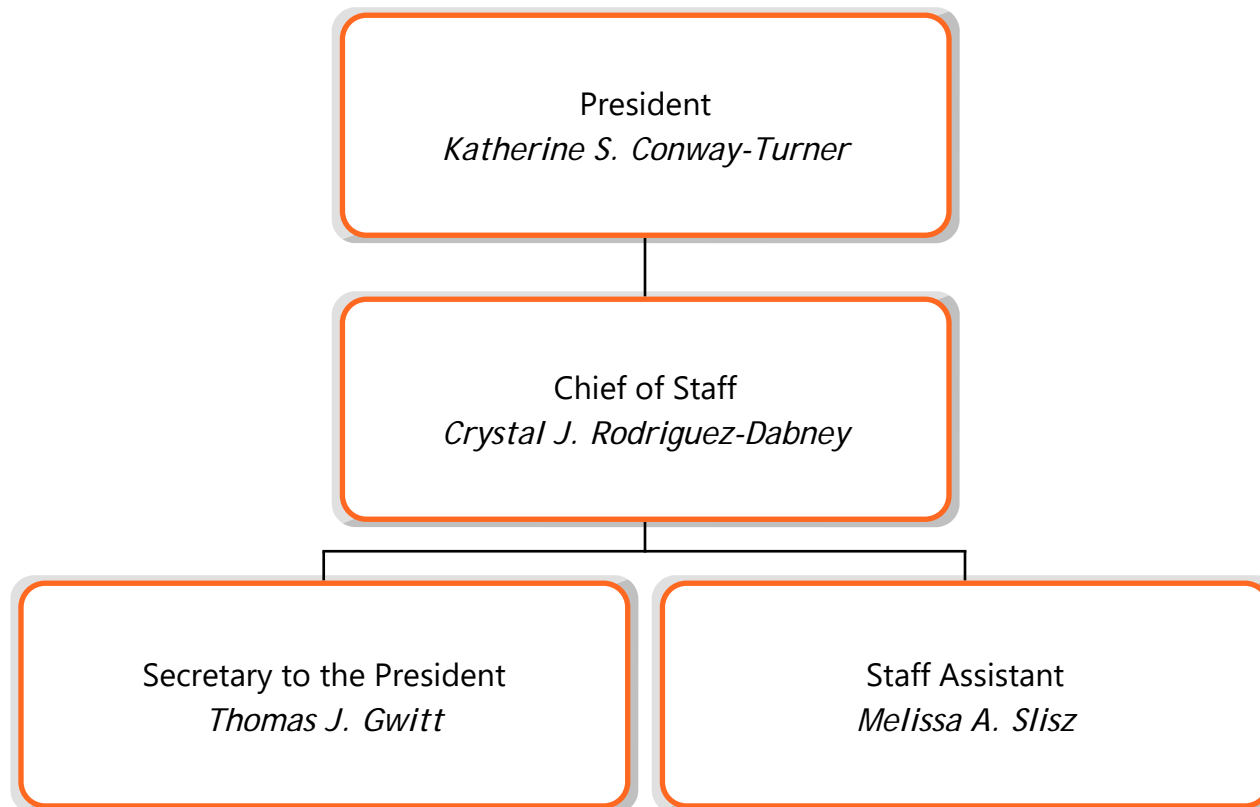 President
Katherine S. Conway-Turner
Chief of Staff
Crystal J. Rodriguez-Dabney
Secretary to the President
Thomas J. Gwitt
Staff Assistant
Melissa A. Slisz